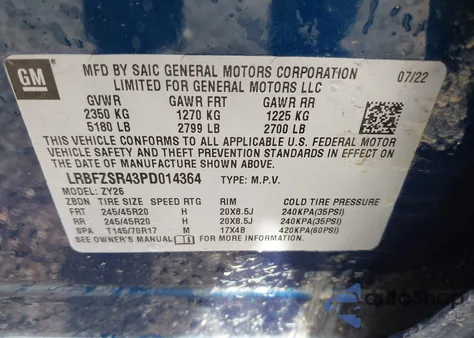 GM
MFD BY SAIC GENERAL MOTORS CORPORATION 07/22
LIMITED FOR GENERAL MOTORS LLC
GVWR GAWR FRT GAWR RR
2350 KG 1270 KG 1225 KG
5180 LB 2799 LB 2700 LB
THIS VEHICLE CONFORMS TO ALL APPLICABLE U.S. FEDERAL MOTOR
VEHICLE SAFETY AND THEFT PREVENTION STANDARDS IN EFFECT ON THE
DATE OF MANUFACTURE SHOWN ABOVE.
LRBFZSR43PD014364 TYPE: M.P.V.
MODEL: ZY26
ZBDN TIRE SIZE SPEED RTG RIM COLD TIRE PRESSURE
FRT 245/45R20 H 20X8.5J 240KPA(35PSI)
RR 245/45R20 H 20X8.5J 240KPA(35PSI)
SPA T145/70R17 M 17X4B 420KPA(60PSI)
SEE OWNER'S MANUAL FOR MORE INFORMATION
AutoSnap